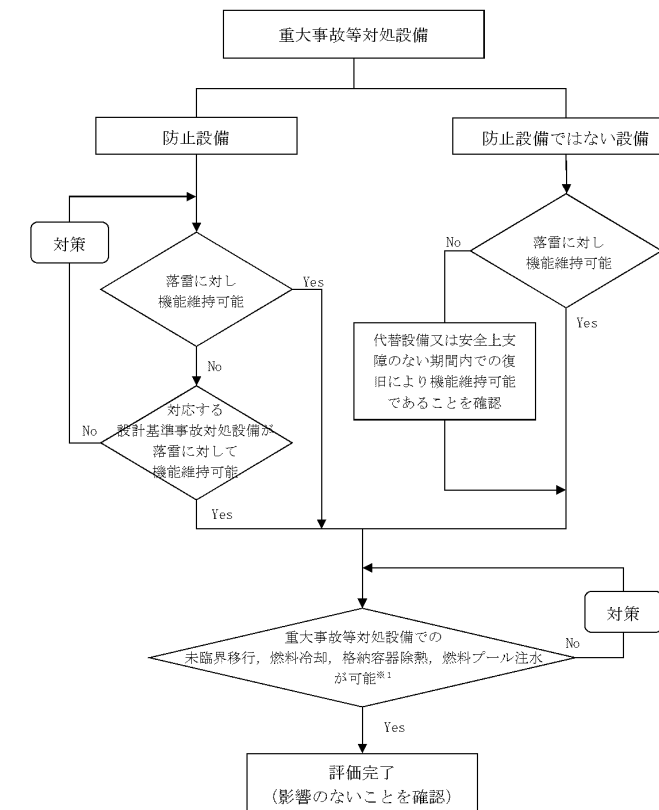 重大事故等対処設備
防止設備
防止設備ではない設備
対策
落雷に対し
機能維持可能
Yes
No
落雷に対し
機能維持可能
No
Yes
代替設備又は安全上支
障のない期間内での復
旧により機能維持可能
であることを確認
対応する
設計基準事故対処設備が
落雷に対して
機能維持可能
No
Yes
対策
重大事故等対処設備での
未臨界移行，燃料冷却，格納容器除熱，燃料プール注水
が可能※1
No
Yes
評価完了
（影響のないことを確認）